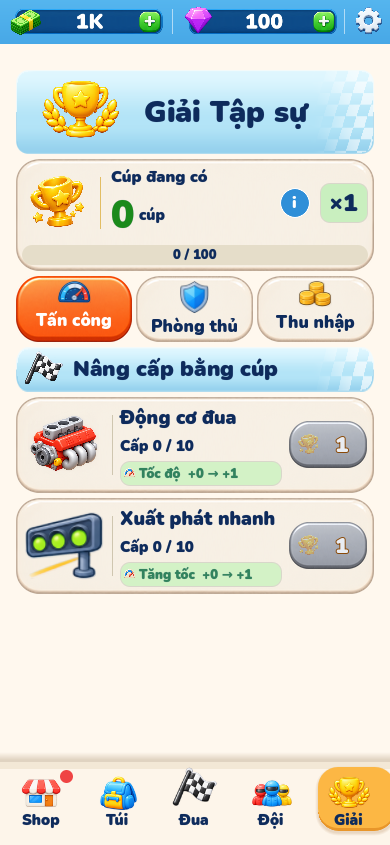 1K
100
Giải Tập sự
Cúp đang có
0 cúp
i
×1
0 / 100
Tấn công
Phòng thủ
Thu nhập
Nâng cấp bằng cúp
Động cơ đua
Cấp 0 / 10
Tốc độ +0 → +1
1
Xuất phát nhanh
Cấp 0 / 10
Tăng tốc +0 → +1
1
Shop
Túi
Đua
Đội
Giải